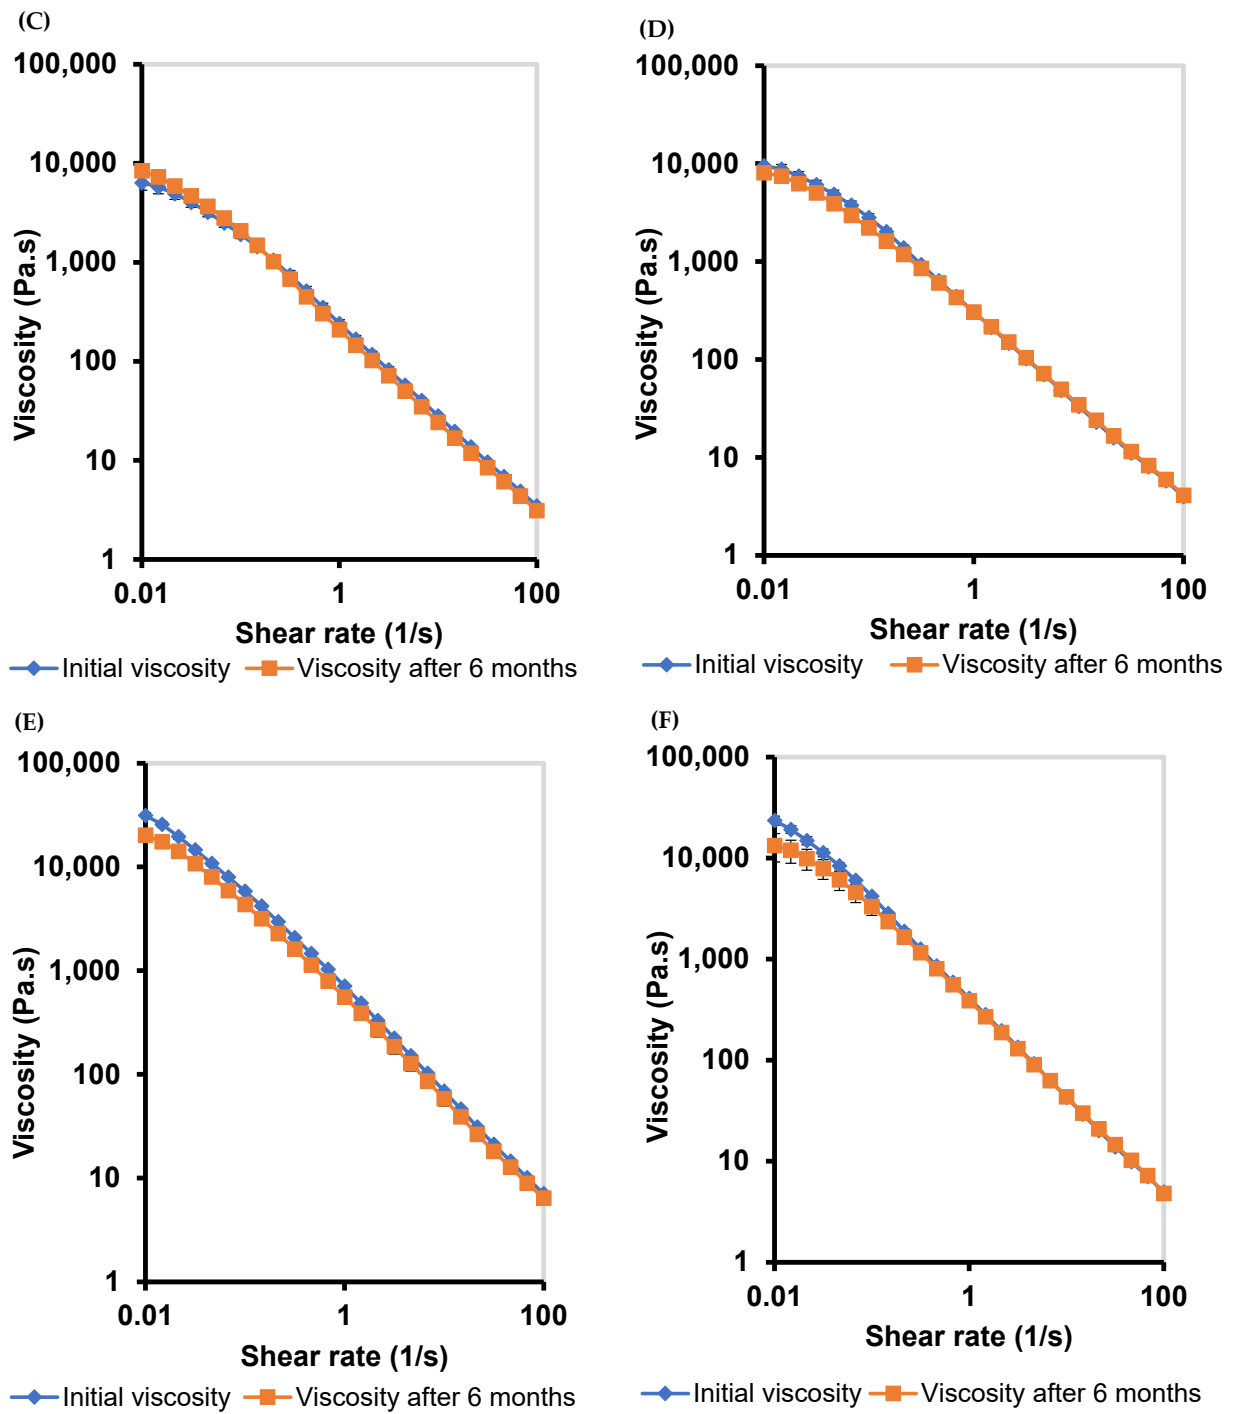 (C)
100,000
10,000
1,000
100
10
1
Viscosity (Pa.s)
0.01 1 100
Shear rate (1/s)
Initial viscosity Viscosity after 6 months
(D)
100,000
10,000
1,000
100
10
1
Viscosity (Pa.s)
0.01 1 100
Shear rate (1/s)
Initial viscosity Viscosity after 6 months
(E)
100,000
10,000
1,000
100
10
1
Viscosity (Pa.s)
0.01 1 100
Shear rate (1/s)
Initial viscosity Viscosity after 6 months
(F)
100,000
10,000
1,000
100
10
1
Viscosity (Pa.s)
0.01 1 100
Shear rate (1/s)
Initial viscosity Viscosity after 6 months